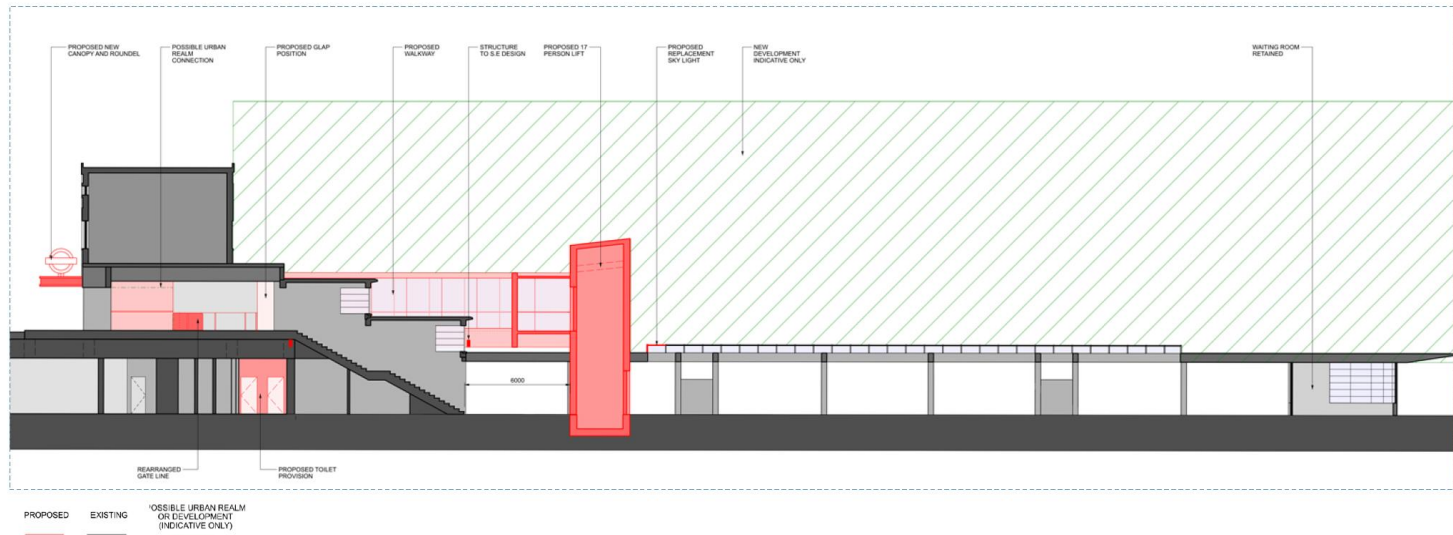 PROPOSED NEW
CANOPY AND ROUNDEL
POSSIBLE URBAN
REALM
CONNECTION
PROPOSED GLAP
POSITION
PROPOSED
WALKWAY
STRUCTURE
TO S.E DESIGN
PROPOSED 17
PERSON LIFT
PROPOSED
REPLACEMENT
SKY LIGHT
NEW
DEVELOPMENT
INDICATIVE ONLY
WAITING ROOM
RETAINED
6000
REARRANGED
GATE LINE
PROPOSED TOILET
PROVISION
PROPOSED
EXISTING
OSSIBLE URBAN REALM
OR DEVELOPMENT
(INDICATIVE ONLY)